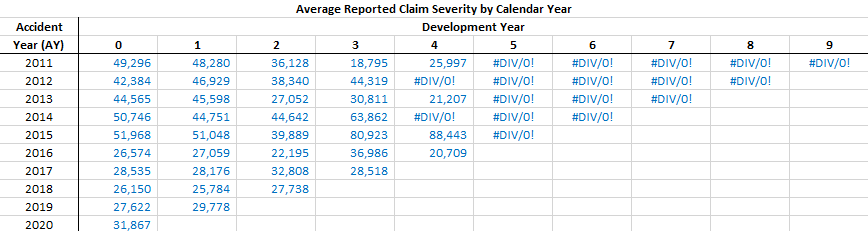 Average Reported Claim Severity by Calendar Year
Accident Development Year
Year (AY) 0 1 2 3 4 5 6 7 8 9
2011 49,296 48,280 36,128 18,795 25,997 #DIV/0! #DIV/0! #DIV/0! #DIV/0! #DIV/0!
2012 42,384 46,929 38,340 44,319 #DIV/0! #DIV/0! #DIV/0! #DIV/0! #DIV/0!
2013 44,565 45,598 27,052 30,811 21,207 #DIV/0! #DIV/0! #DIV/0!
2014 50,746 44,751 44,642 63,862 #DIV/0! #DIV/0! #DIV/0!
2015 51,968 51,048 39,889 80,923 88,443 #DIV/0!
2016 26,574 27,059 22,195 36,986 20,709
2017 28,535 28,176 32,808 28,518
2018 26,150 25,784 27,738
2019 27,622 29,778
2020 31,867